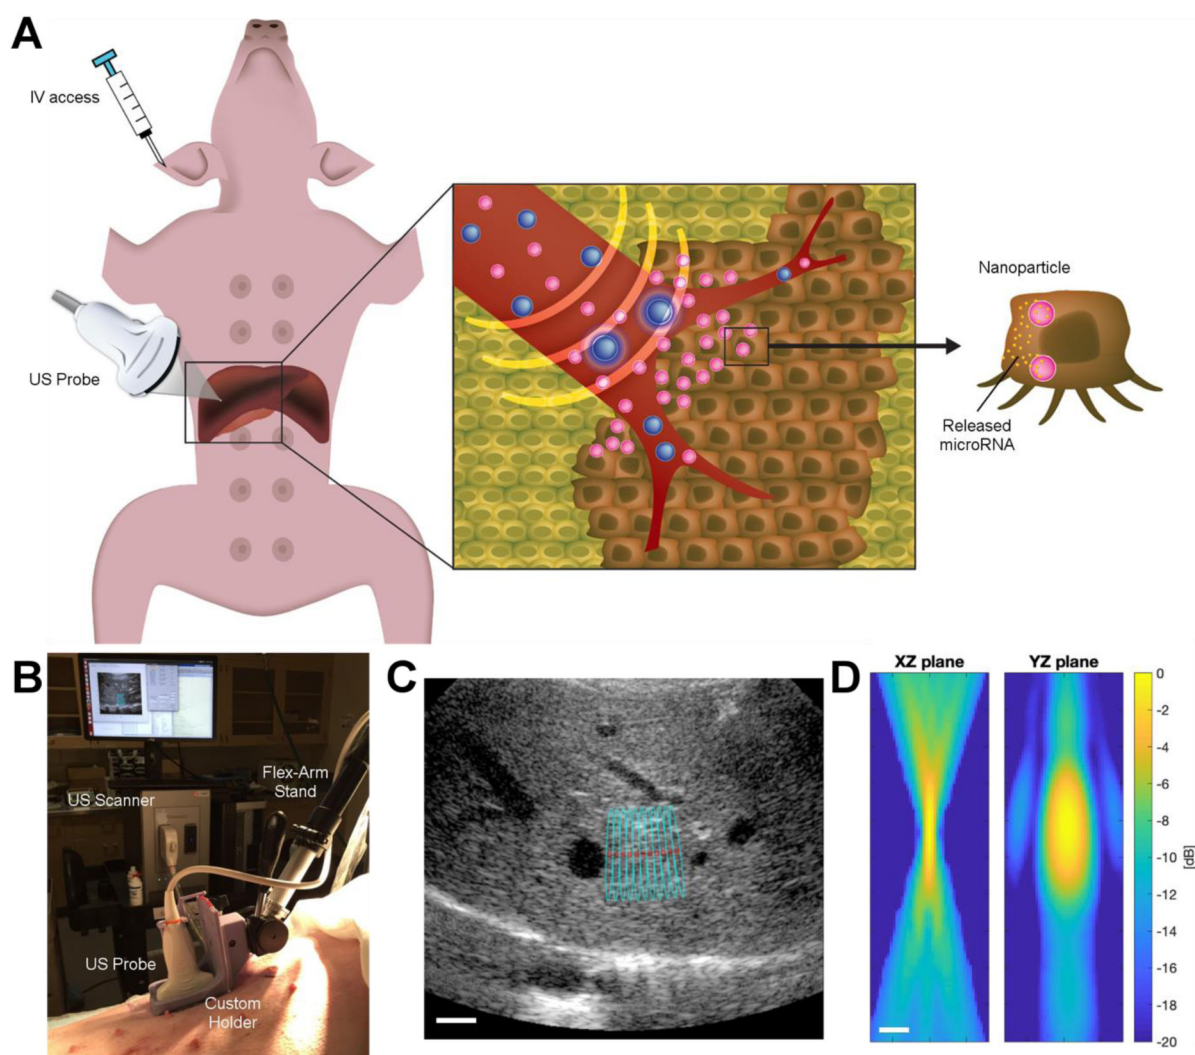 A
IV access
US Probe
Nanoparticle
Released
microRNA
B
US Scanner
Flex-Arm
Stand
US Probe
Custom
Holder
C
D
XZ plane
YZ plane
0
-2
-4
-6
-8
-10
-12
-14
-16
-18
-20
[dB]